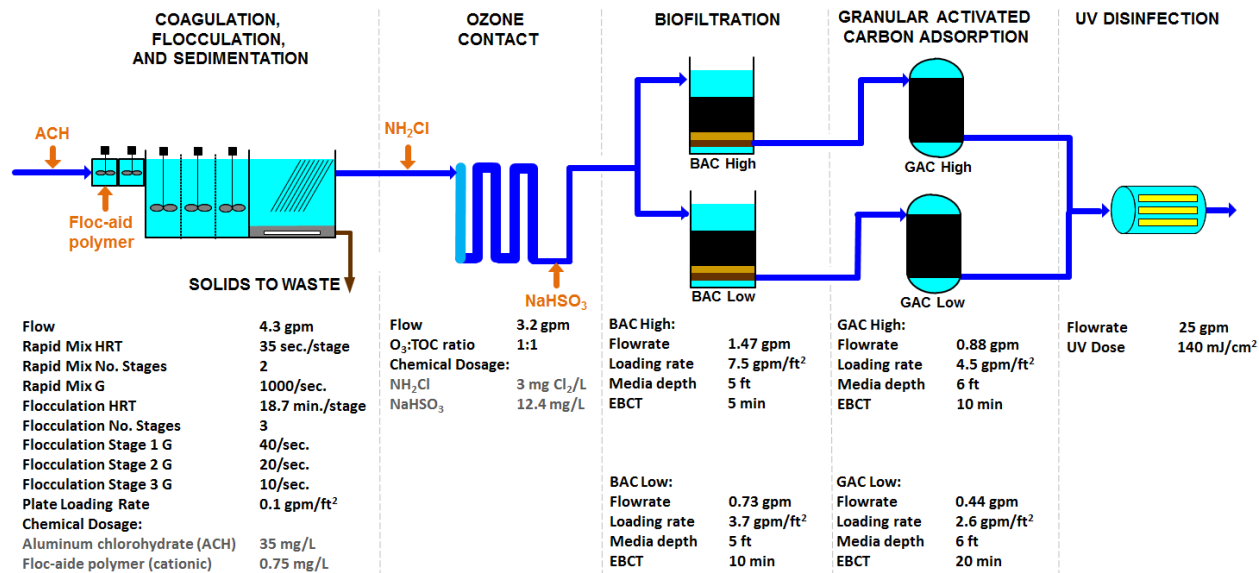 COAGULATION,
FLOCCULATION,
AND SEDIMENTATION
OZONE
CONTACT
BIOFILTRATION
GRANULAR ACTIVATED
CARBON ADSORPTION
UV DISINFECTION
ACH
Floc-aid
polymer
SOLIDS TO WASTE
NH₂Cl
NaHSO₃
BAC High
BAC Low
GAC High
GAC Low
Flow 4.3 gpm
Rapid Mix HRT 35 sec./stage
Rapid Mix No. Stages 2
Rapid Mix G 1000/sec.
Flocculation HRT 18.7 min./stage
Flocculation No. Stages 3
Flocculation Stage 1 G 40/sec.
Flocculation Stage 2 G 20/sec.
Flocculation Stage 3 G 10/sec.
Plate Loading Rate 0.1 gpm/ft²
Chemical Dosage:
Aluminum chlorohydrate (ACH) 35 mg/L
Floc-aide polymer (cationic) 0.75 mg/L
Flow 3.2 gpm
O₃:TOC ratio 1:1
Chemical Dosage:
NH₂Cl 3 mg Cl₂/L
NaHSO₃ 12.4 mg/L
BAC High:
Flowrate 1.47 gpm
Loading rate 7.5 gpm/ft²
Media depth 5 ft
EBCT 5 min
BAC Low:
Flowrate 0.73 gpm
Loading rate 3.7 gpm/ft²
Media depth 5 ft
EBCT 10 min
GAC High:
Flowrate 0.88 gpm
Loading rate 4.5 gpm/ft²
Media depth 6 ft
EBCT 10 min
GAC Low:
Flowrate 0.44 gpm
Loading rate 2.6 gpm/ft²
Media depth 6 ft
EBCT 20 min
Flowrate 25 gpm
UV Dose 140 mJ/cm²